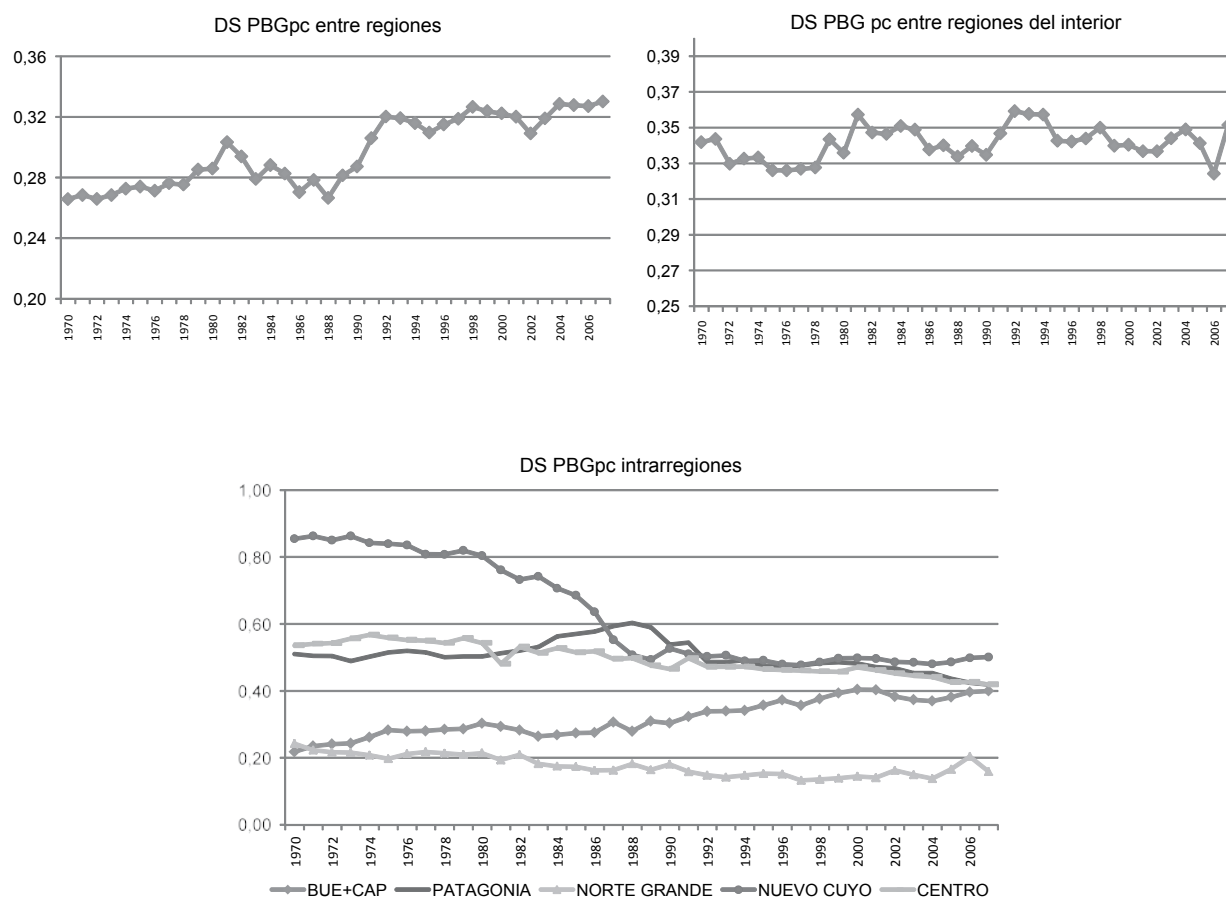 DS PBGpc entre regiones
0,36
0,32
0,28
0,24
0,20
1970 1972 1974 1976 1978 1980 1982 1984 1986 1988 1990 1992 1994 1996 1998 2000 2002 2004 2006
DS PBG pc entre regiones del interior
0,39
0,37
0,35
0,33
0,31
0,29
0,27
0,25
1970 1972 1974 1976 1978 1980 1982 1984 1986 1988 1990 1992 1994 1996 1998 2000 2002 2004 2006
DS PBGpc intrarregiones
1,00
0,80
0,60
0,40
0,20
0,00
1970 1972 1974 1976 1978 1980 1982 1984 1986 1988 1990 1992 1994 1996 1998 2000 2002 2004 2006
BUE+CAP PATAGONIA NORTE GRANDE NUEVO CUYO CENTRO